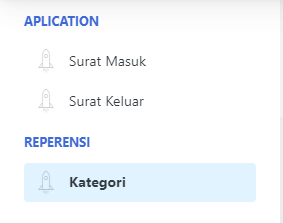 APLICATION
Surat Masuk
Surat Keluar
REPERENSI
Kategori